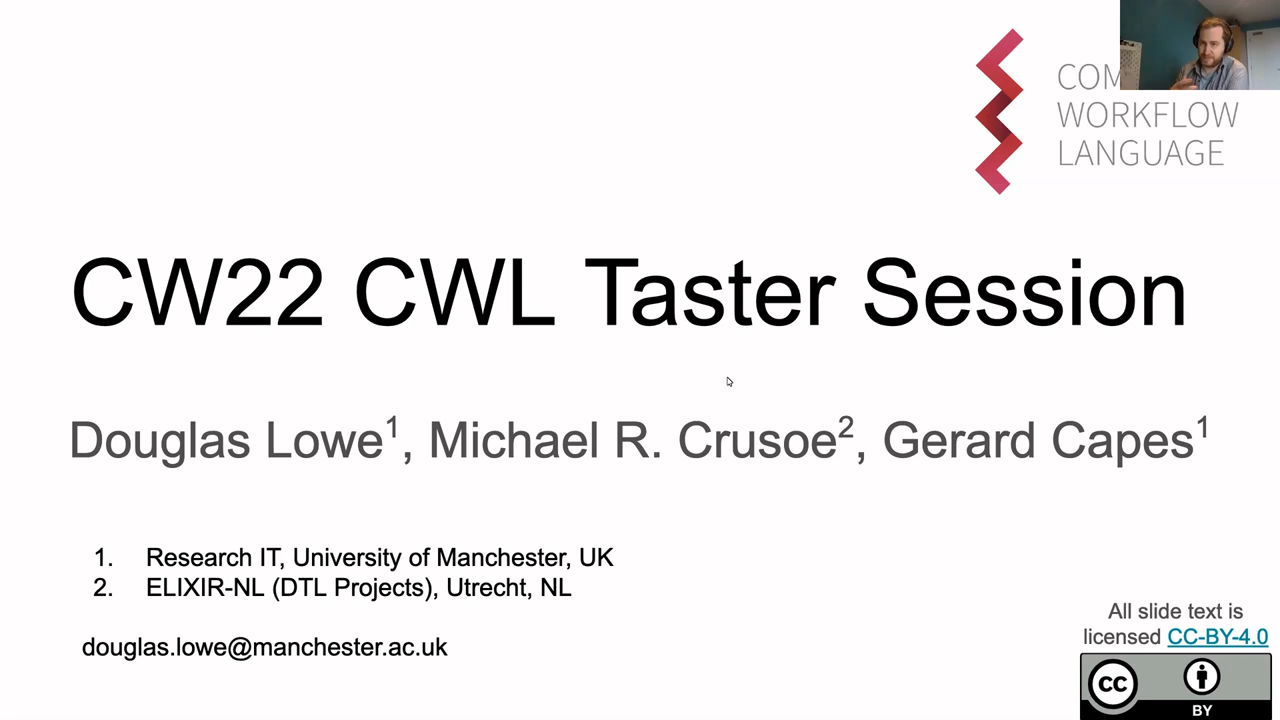 WORKFLOW
LANGUAGE
CW22 CWL Taster Session
Douglas Lowe1, Michael R. Crusoe2, Gerard Capes1
1. Research IT, University of Manchester, UK
2. ELIXIR-NL (DTL Projects), Utrecht, NL
douglas.lowe@manchester.ac.uk
All slide text is
licensed CC-BY-4.0
cc
BY